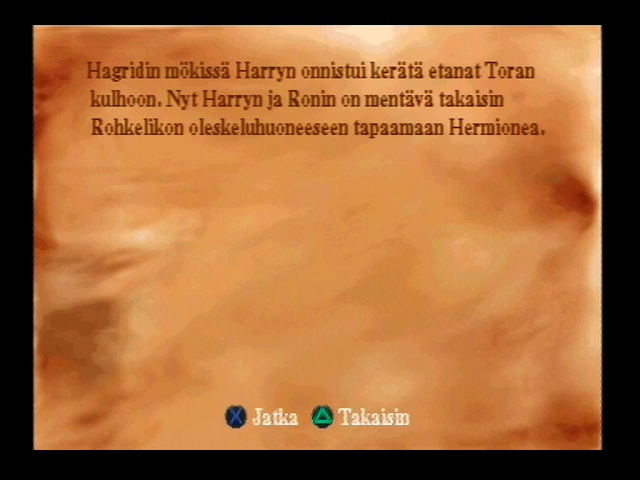 Hagridin mökissä Harryn onnistui kerätä etanat Toran
kulhoon. Nyt Harryn ja Ronin on mentävä takaisin
Rohkelikon oleskeluhuoneeseen tapaamaan Hermionea.
Jatka Takaisin